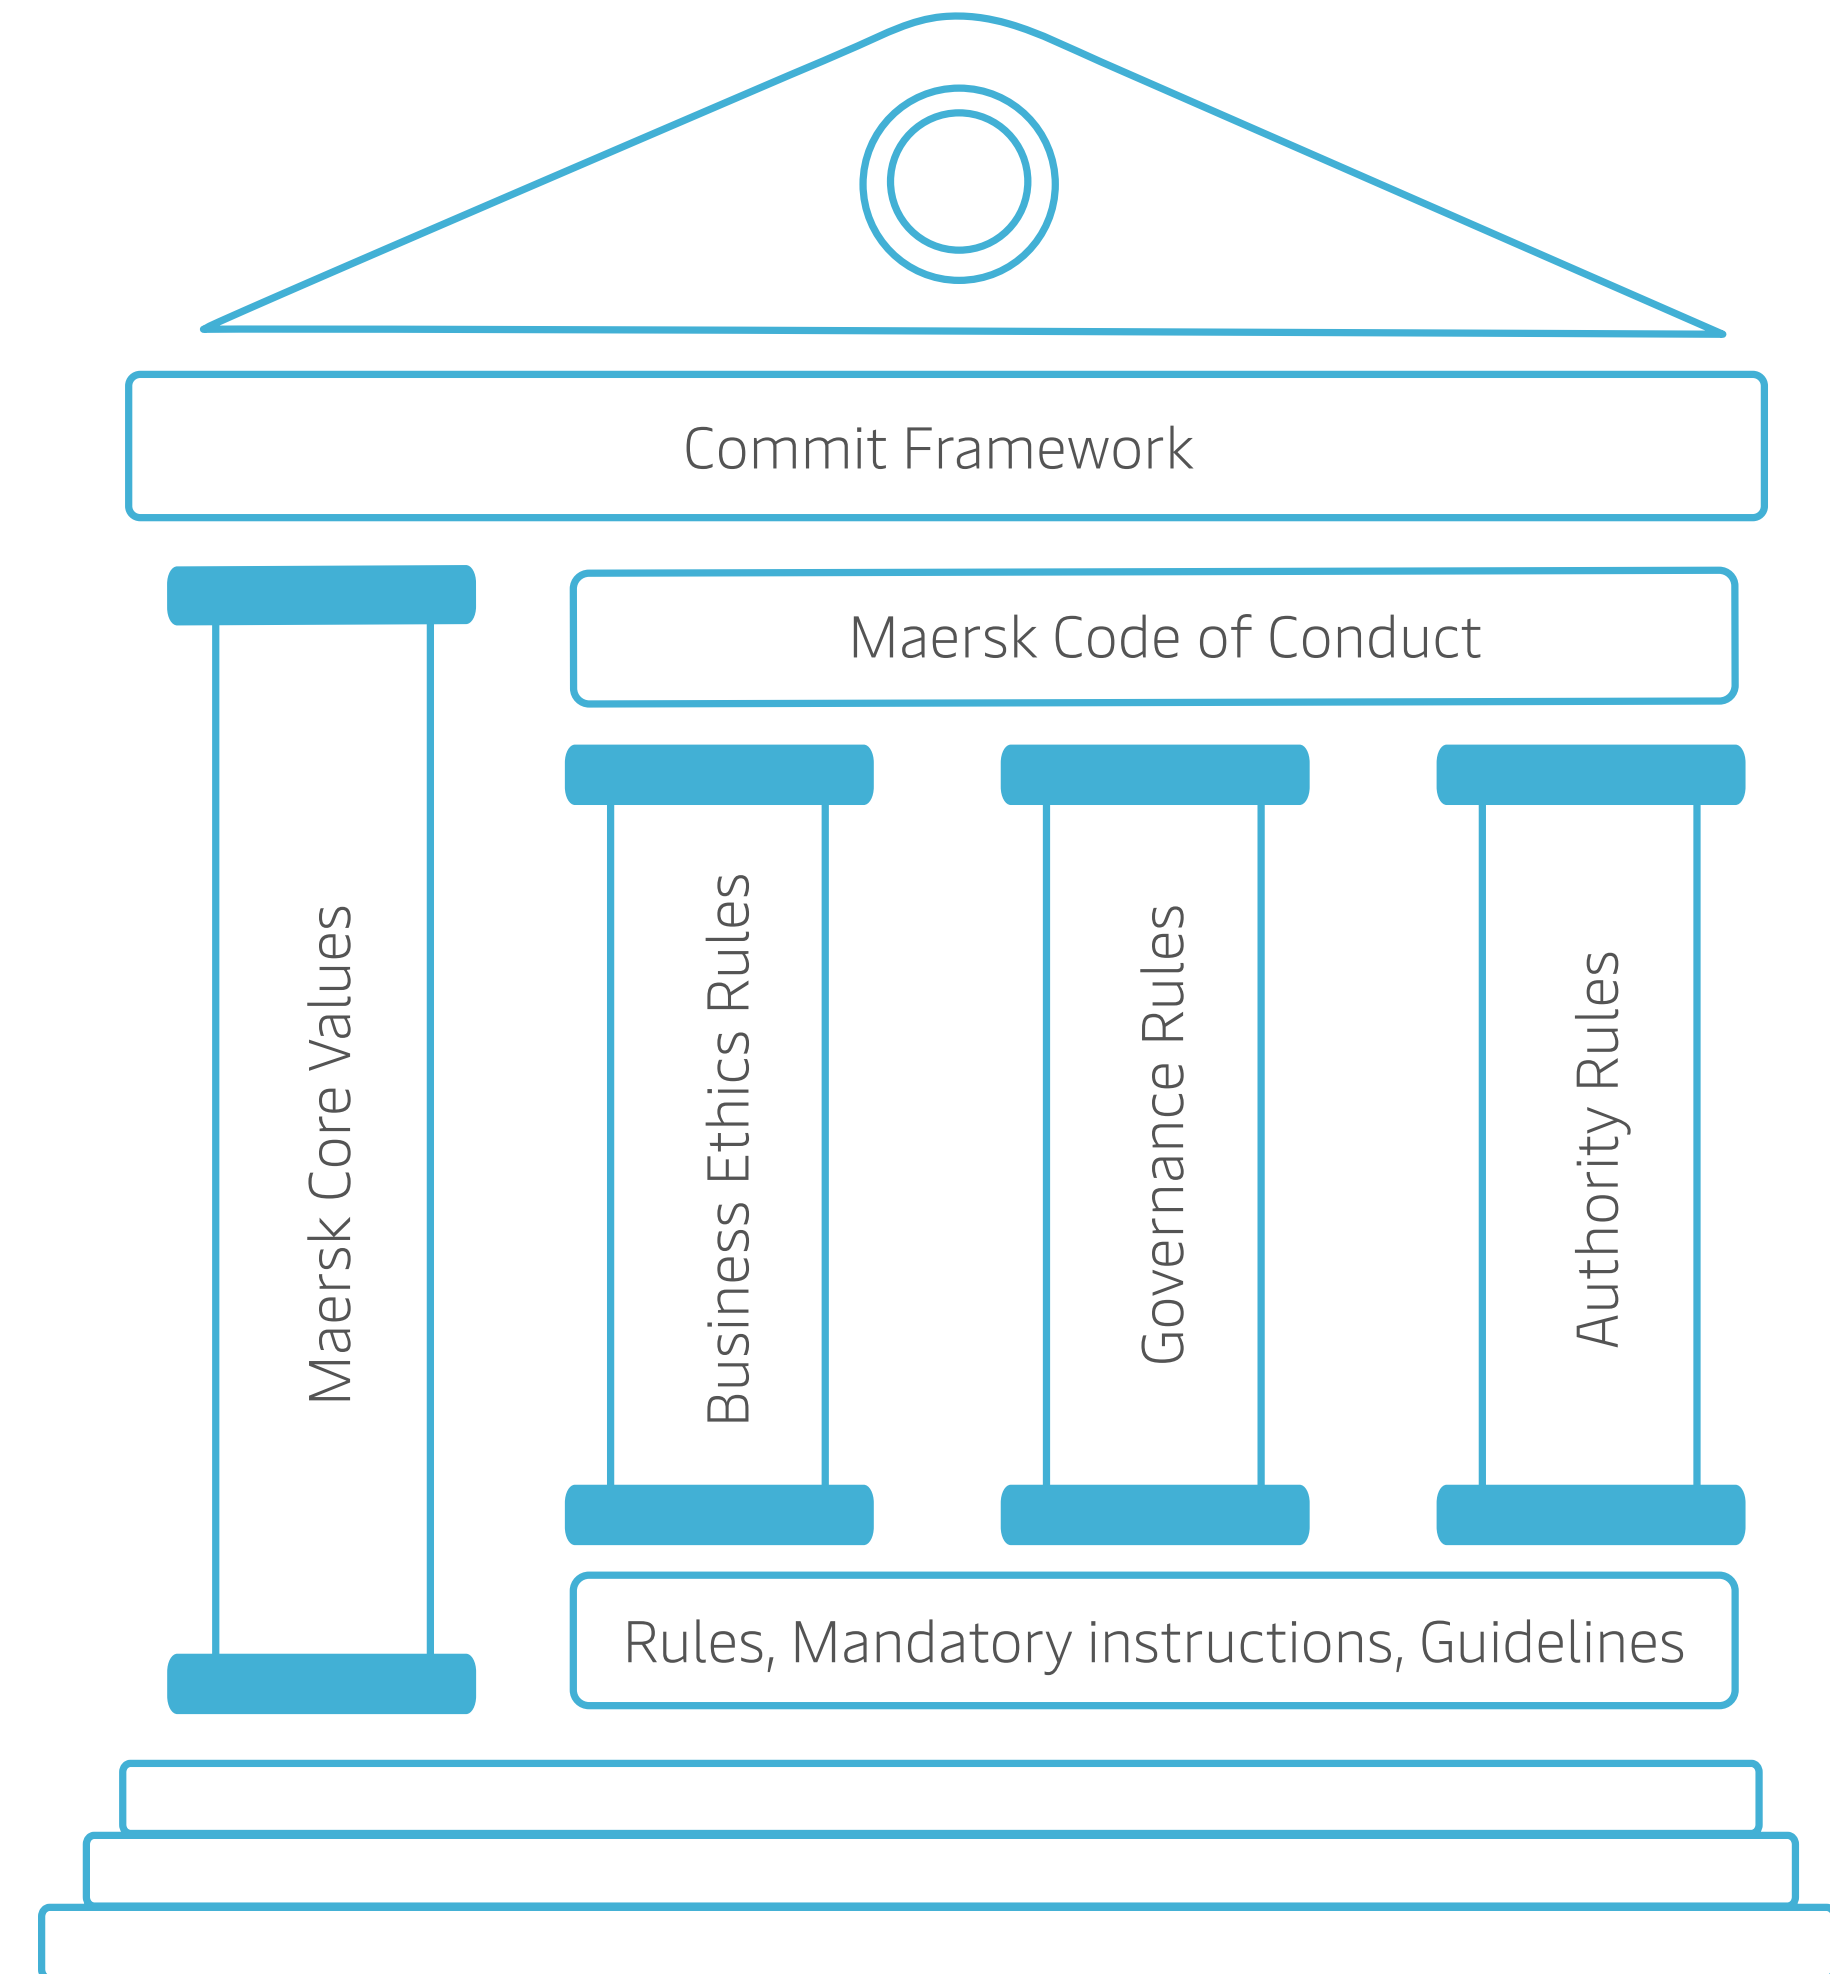 Commit Framework
Maersk Code of Conduct
Maersk Core Values
Business Ethics Rules
Governance Rules
Authority Rules
Rules, Mandatory instructions, Guidelines